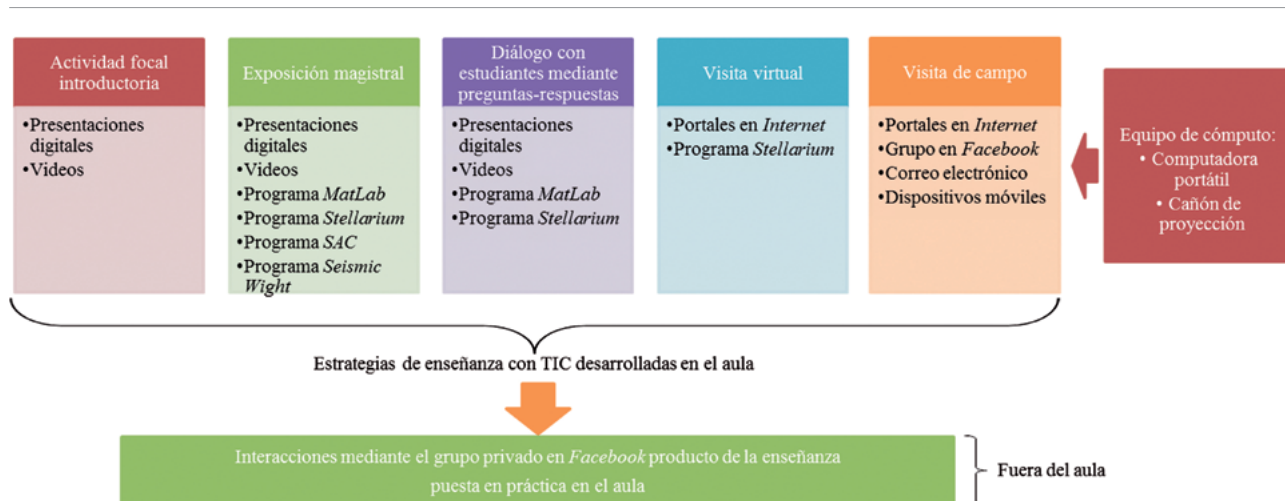 Actividad focal
introductoria
•Presentaciones
digitales
•Videos
Exposición magistral
•Presentaciones
digitales
•Videos
•Programa MatLab
•Programa Stellarium
•Programa SAC
•Programa Seismic
Wight
Diálogo con
estudiantes mediante
preguntas-respuestas
•Presentaciones
digitales
•Videos
•Programa MatLab
•Programa Stellarium
Visita virtual
•Portales en Internet
•Programa Stellarium
Visita de campo
•Portales en Internet
•Grupo en Facebook
•Correo electrónico
•Dispositivos móviles
Equipo de cómputo:
• Computadora
portátil
• Cañón de
proyección
Estrategias de enseñanza con TIC desarrolladas en el aula
Interacciones mediante el grupo privado en Facebook producto de la enseñanza
puesta en práctica en el aula
Fuera del aula